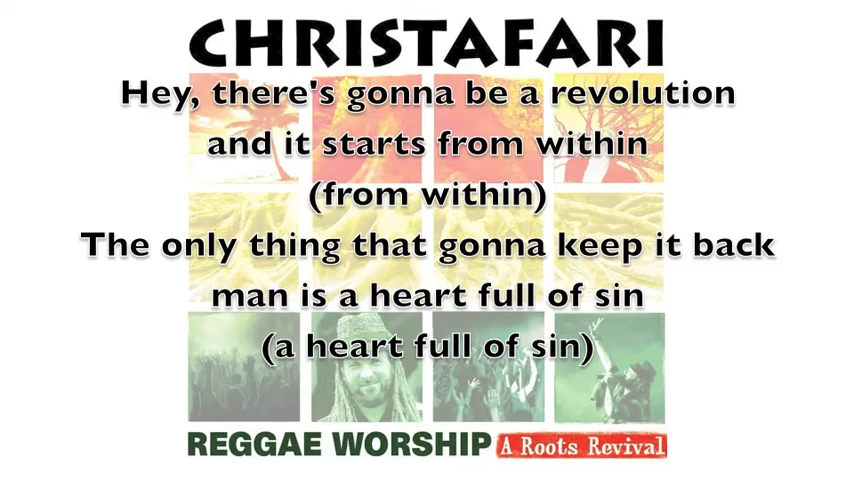 CHRISTAFARI
Hey, there's gonna be a revolution
and it starts from within
(from within)
The only thing that gonna keep it back
man is a heart full of sin
(a heart full of sin)
REGGAE WORSHIP A Roots Revival